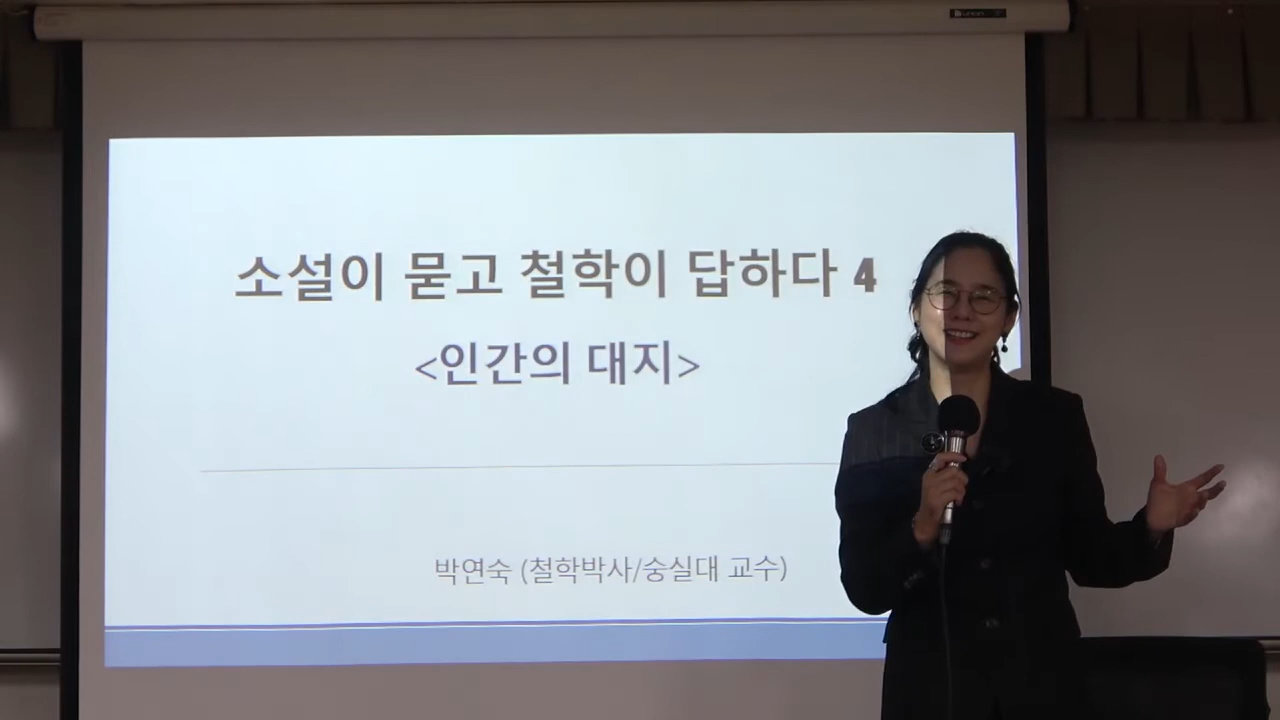 소설이 묻고 철학이 답하다 4
<인간의 대지>
박연숙 (철학박사/숭실대 교수)